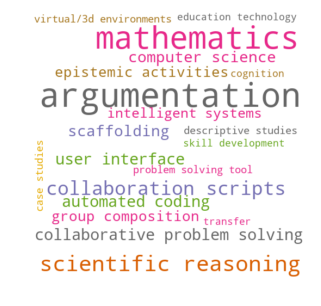 virtual/3d environments
education technology
mathematics
computer science
epistemic activities
cognition
argumentation
intelligent systems
scaffolding
descriptive studies
skill development
case studies
user interface
problem solving tool
collaboration scripts
automated coding
group composition
transfer
collaborative problem solving
scientific reasoning